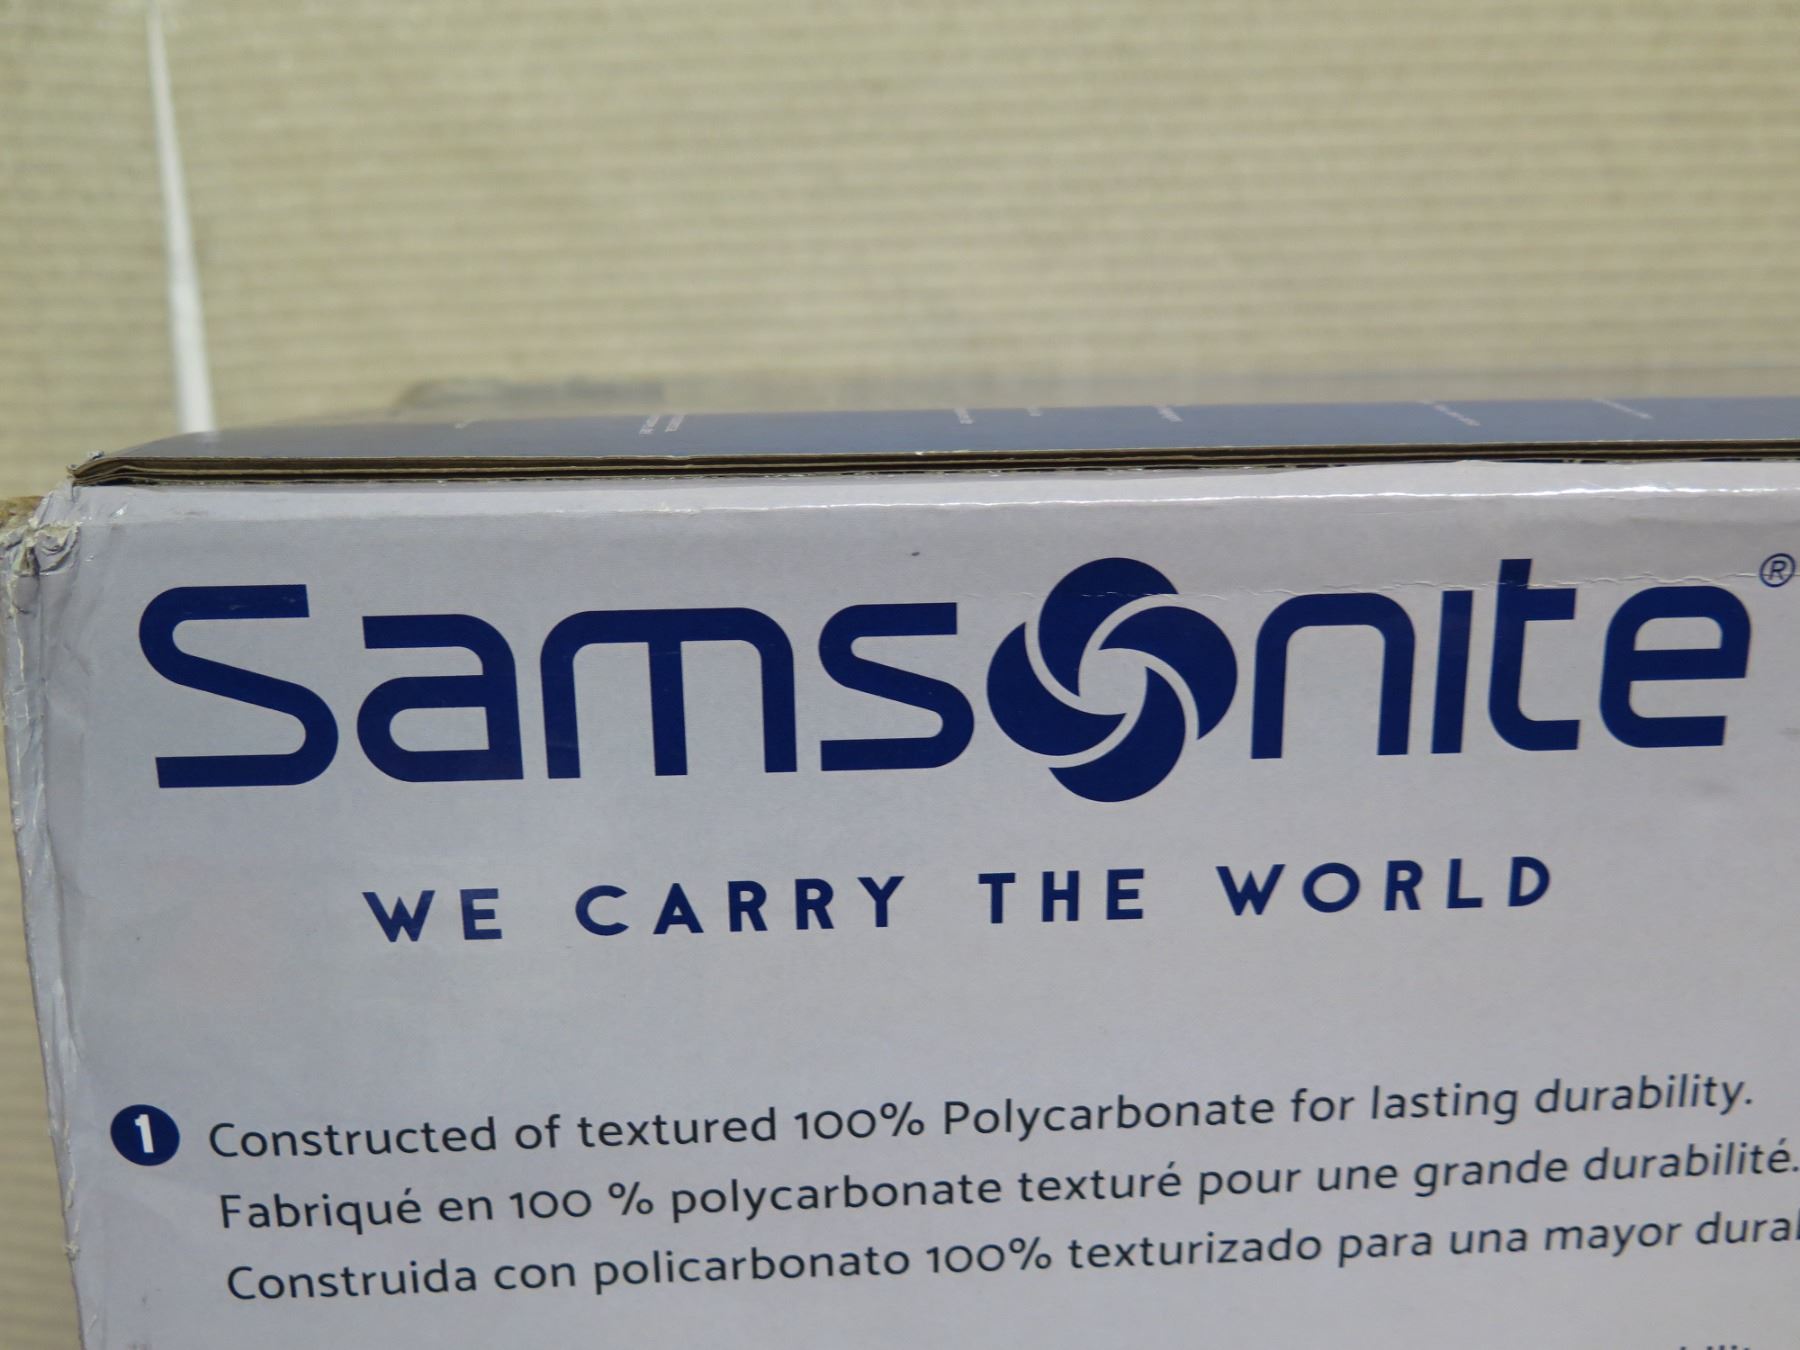 Samsonite®
WE CARRY THE WORLD
1 Constructed of textured 100% Polycarbonate for lasting durability.
Fabriqué en 100 % polycarbonate texturé pour une grande durabilité.
Construida con policarbonato 100% texturizado para una mayor